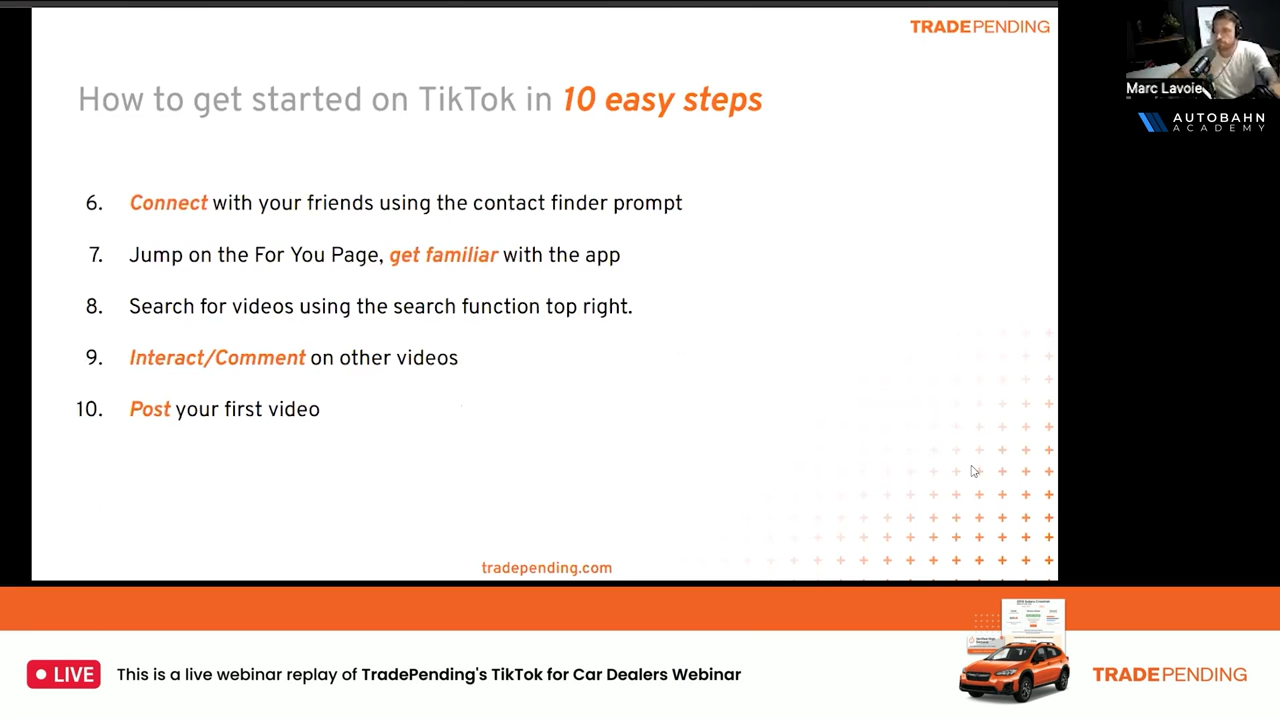 TRADEPENDING
How to get started on TikTok in 10 easy steps
6. Connect with your friends using the contact finder prompt
7. Jump on the For You Page, get familiar with the app
8. Search for videos using the search function top right.
9. Interact/Comment on other videos
10. Post your first video
tradepending.com
Marc Lavoie
AUTOBAHN
ACADEMY
LIVE
This is a live webinar replay of TradePending's TikTok for Car Dealers Webinar
TRADEPENDING